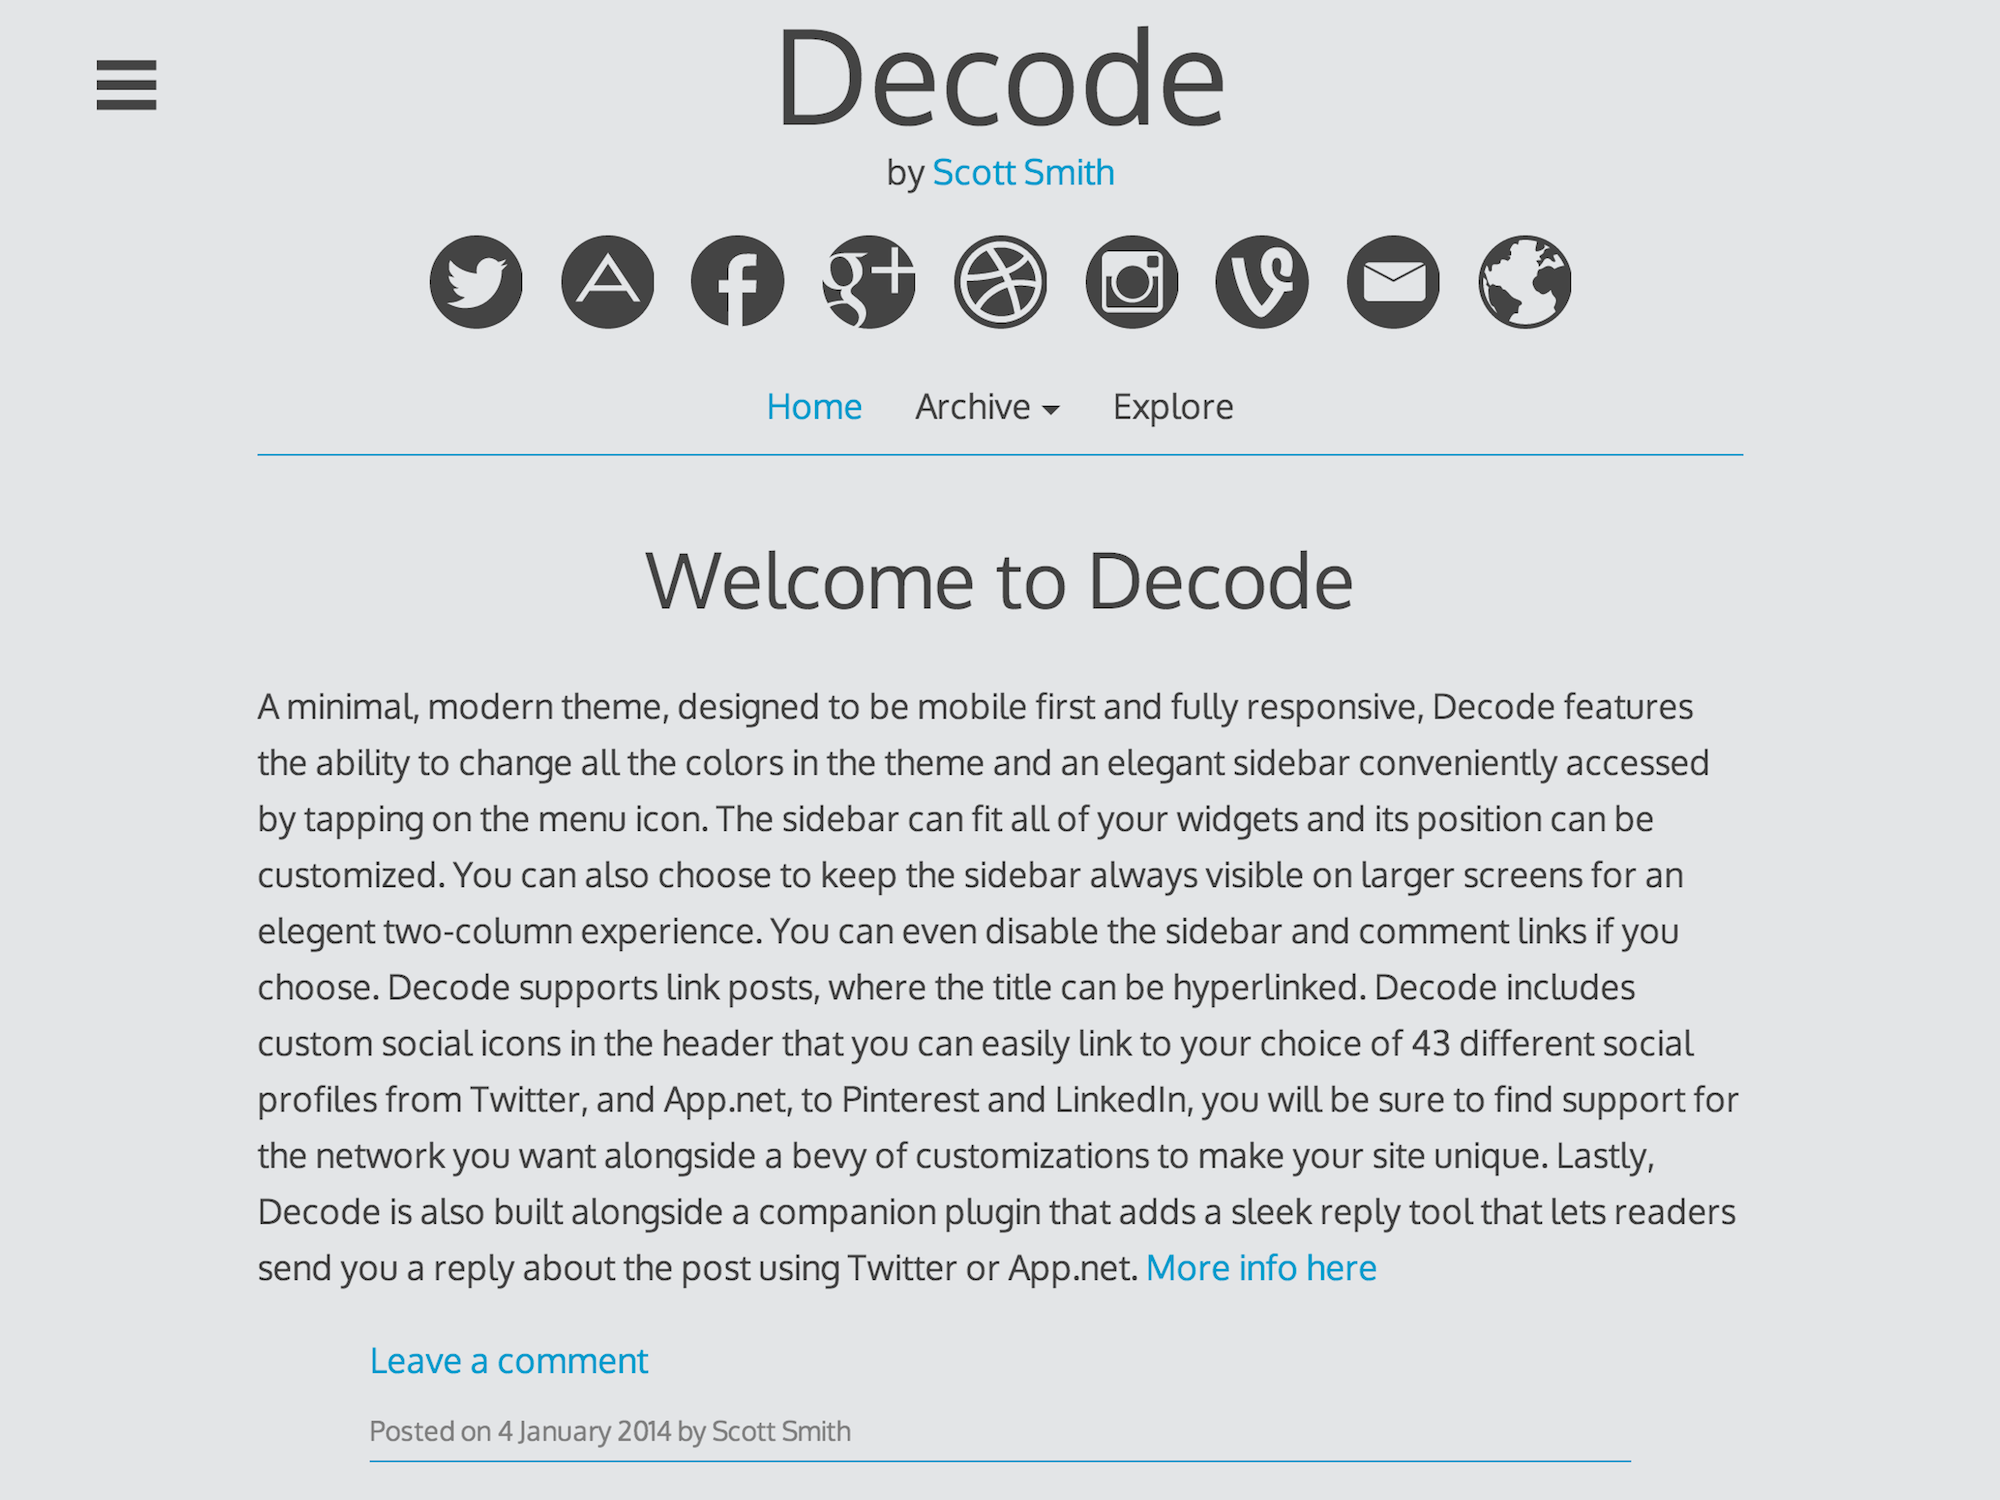 Decode
by Scott Smith
Home Archive Explore
Welcome to Decode
A minimal, modern theme, designed to be mobile first and fully responsive, Decode features
the ability to change all the colors in the theme and an elegant sidebar conveniently accessed
by tapping on the menu icon. The sidebar can fit all of your widgets and its position can be
customized. You can also choose to keep the sidebar always visible on larger screens for an
elegent two-column experience. You can even disable the sidebar and comment links if you
choose. Decode supports link posts, where the title can be hyperlinked. Decode includes
custom social icons in the header that you can easily link to your choice of 43 different social
profiles from Twitter, and App.net, to Pinterest and LinkedIn, you will be sure to find support for
the network you want alongside a bevy of customizations to make your site unique. Lastly,
Decode is also built alongside a companion plugin that adds a sleek reply tool that lets readers
send you a reply about the post using Twitter or App.net. More info here
Leave a comment
Posted on 4 January 2014 by Scott Smith